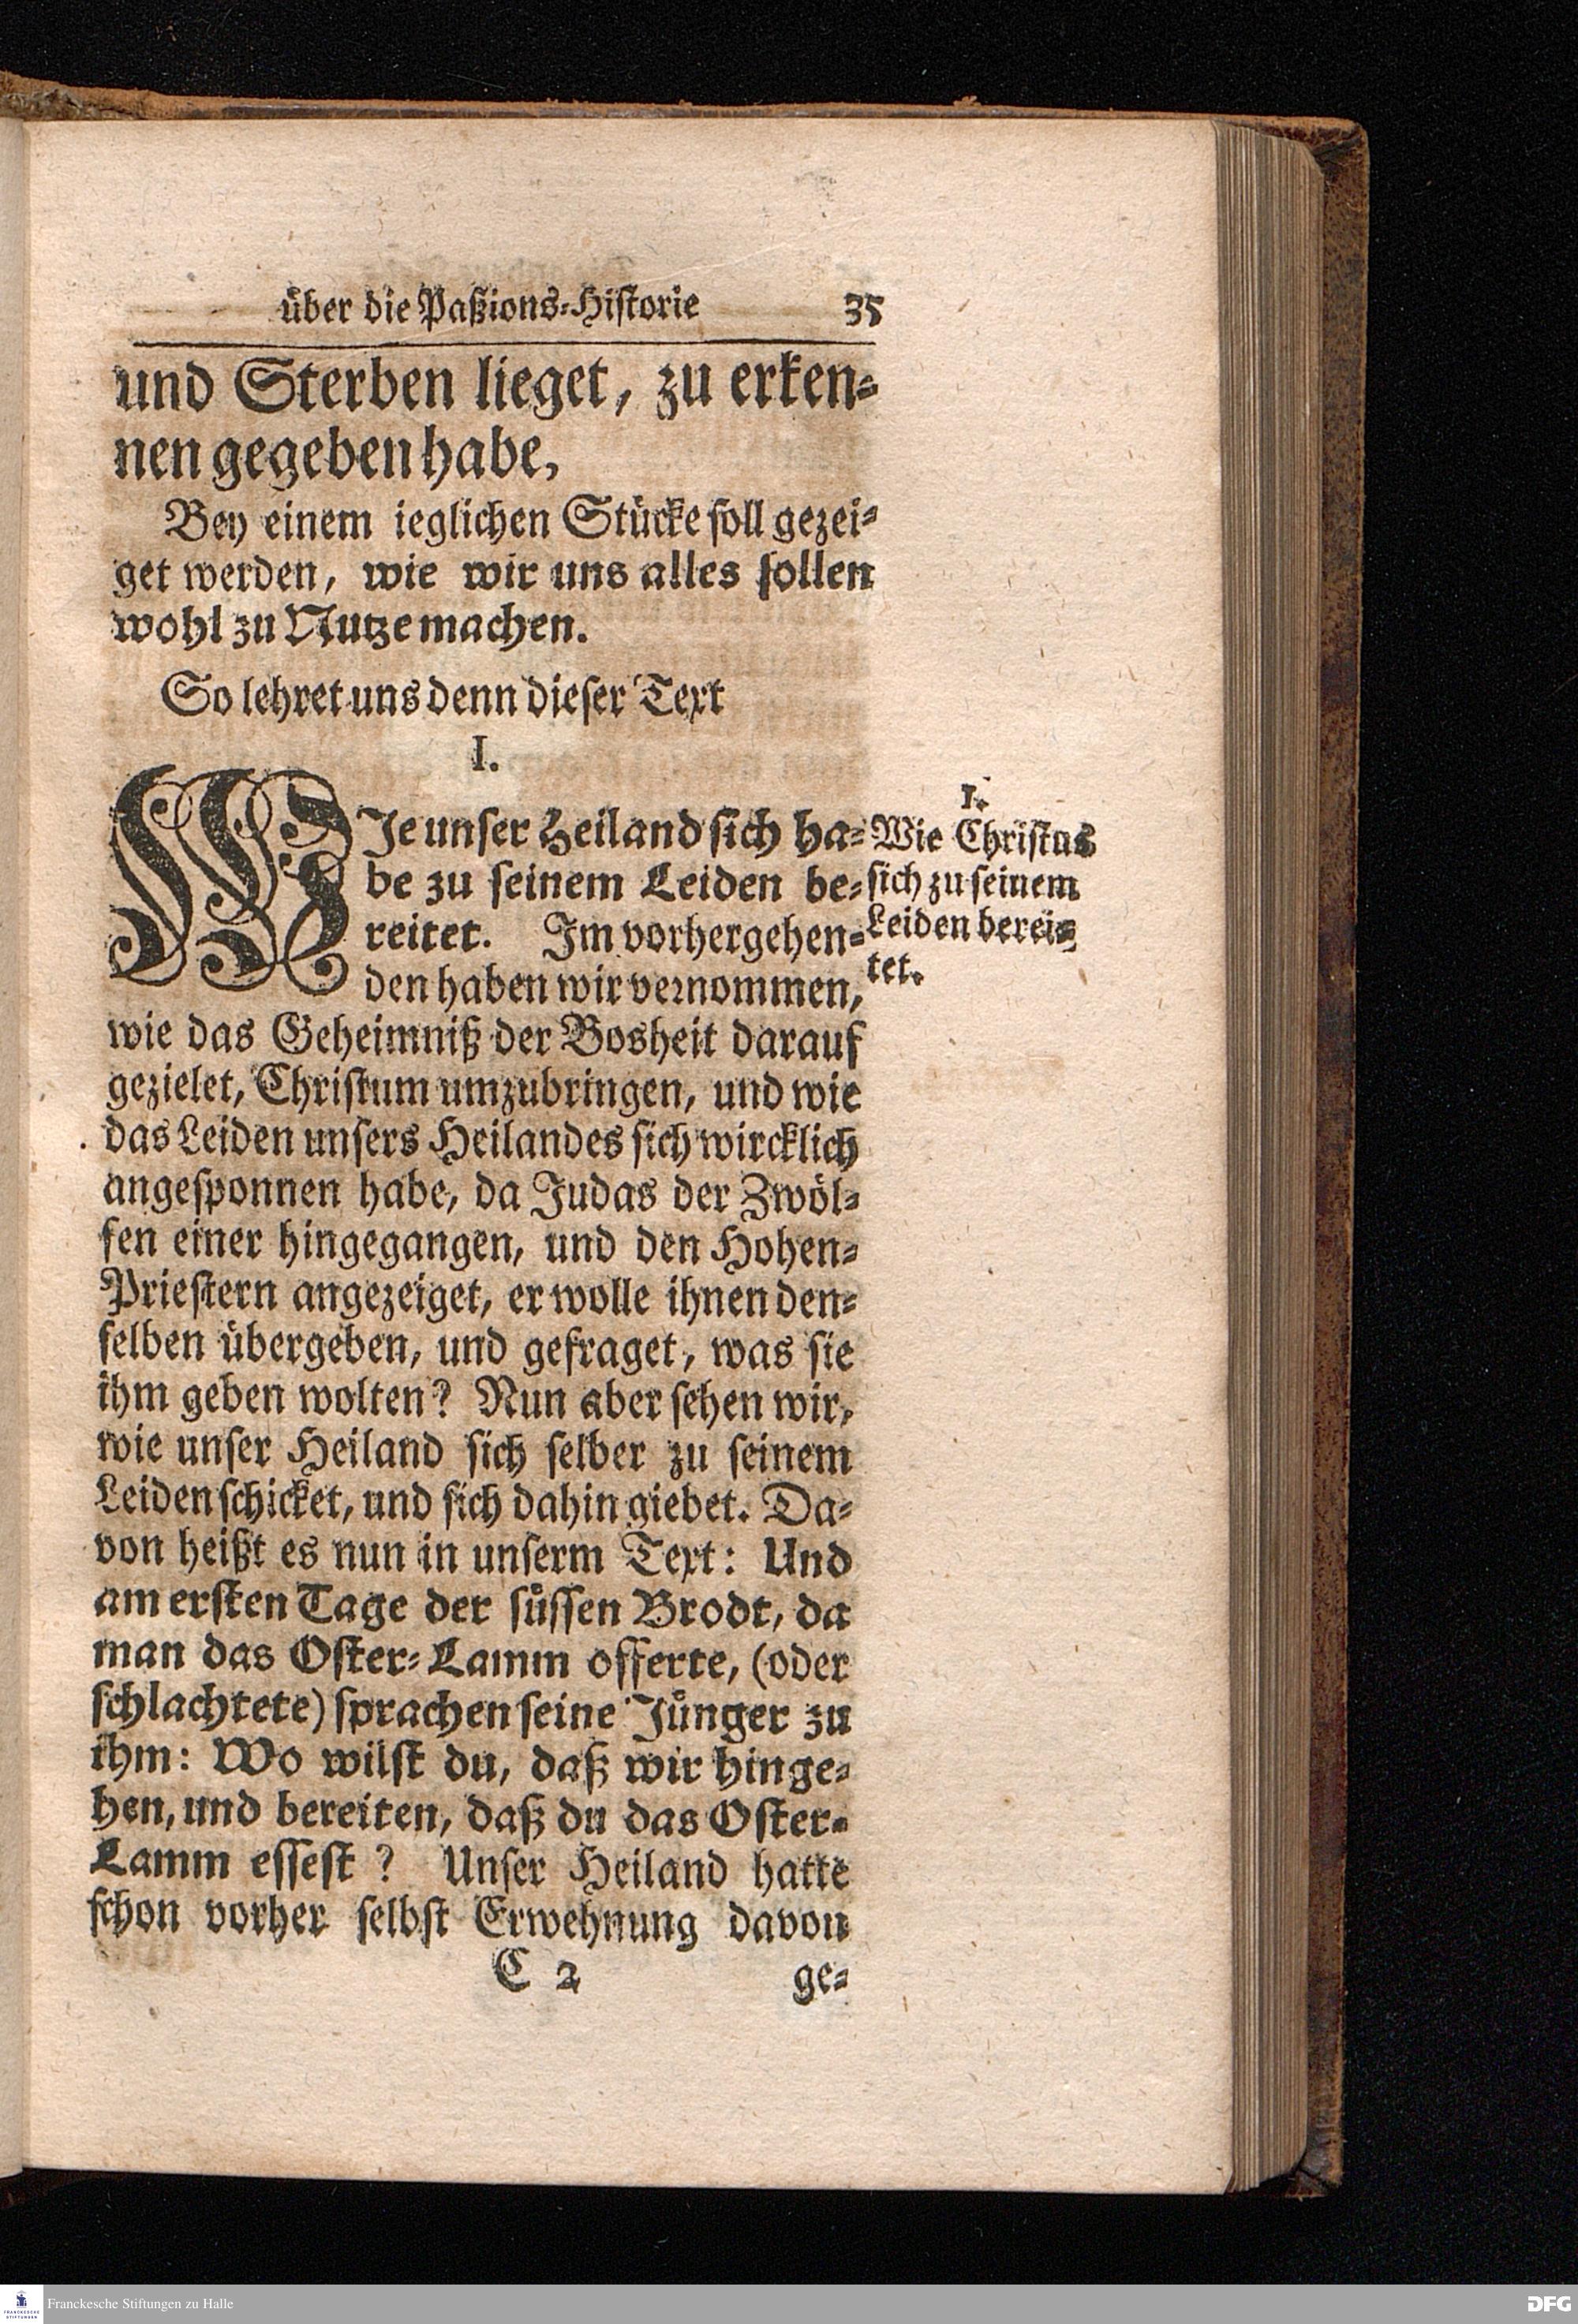 über die Paßions-Historie 35
und Sterben lieget, zu erken-
nen gegeben habe,
Bey einem ieglichen Stücke soll gezei-
get werden, wie wir uns alles sollen
wohl zu Nutze machen.
So lehret uns denn dieser Text
I.
WJe unser Heiland sich ha-
be zu seinem Leiden be-
reitet. Im vorhergehen-
den haben wir vernommen,
wie das Geheimniß der Bosheit darauf
gezielet, Christum umzubringen, und wie
das Leiden unsers Heilandes sich wircklich
angesponnen habe, da Judas der Zwöl-
fen einer hingegangen, und den Hohen-
Priestern angezeiget, er wolle ihnen den-
selben übergeben, und gefraget, was sie
ihm geben wolten? Nun aber sehen wir,
wie unser Heiland sich selber zu seinem
Leiden schicket, und sich dahin giebet. Da-
von heißt es nun in unserm Text: Und
am ersten Tage der süssen Brodt, da
man das Oster-Lamm offerte, (oder
schlachtete) sprachen seine Jünger zu
ihm: Wo wilst du, daß wir hinge-
hen, und bereiten, daß du das Oster-
Lamm essest? Unser Heiland hatte
schon vorher selbst Erwehnung davon
C 2 ge-
1.
Wie Christus
sich zu seinem
Leiden berei-
tet.
FRANCKESCHE
STIFTUNGEN
Franckesche Stiftungen zu Halle
DFG